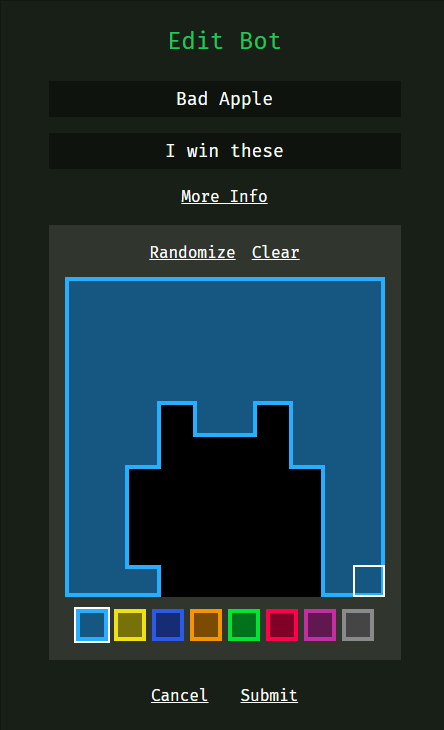 Edit Bot
Bad Apple
I win these
More Info
Randomize Clear
Cancel Submit